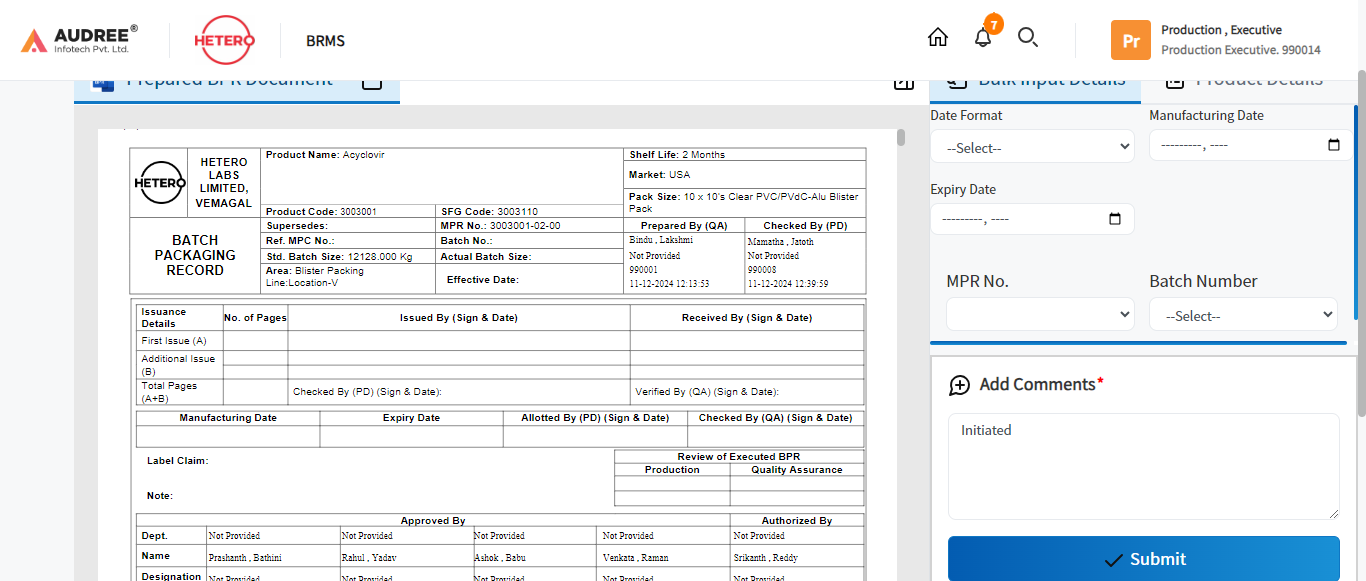 AUDREE®
Infotech Pvt. Ltd.
HETERO
BRMS
7
Pr
Production , Executive
Production Executive. 990014
Prepared BPR Document
Bulk Input Details
Product Details
HETERO
HETERO
LABS
LIMITED,
VEMAGAL
Product Name: Acyclovir
Shelf Life: 2 Months
Market: USA
Pack Size: 10 x 10's Clear PVC/PVdC-Alu Blister
Pack
Product Code: 3003001
SFG Code: 3003110
BATCH
PACKAGING
RECORD
Supersedes:
MPR No.: 3003001-02-00
Prepared By (QA)
Checked By (PD)
Ref. MPC No.:
Batch No.:
Std. Batch Size: 12128.000 Kg
Actual Batch Size:
Area: Blister Packing
Line:Location-V
Effective Date:
Bindu , Lakshmi
Not Provided
990001
11-12-2024 12:13:53
Mamatha , Jatoth
Not Provided
990008
11-12-2024 12:39:59
Issuance
Details
No. of Pages
Issued By (Sign & Date)
Received By (Sign & Date)
First Issue (A)
Additional Issue
(B)
Total Pages
(A+B)
Checked By (PD) (Sign & Date):
Verified By (QA) (Sign & Date):
Manufacturing Date
Expiry Date
Allotted By (PD) (Sign & Date)
Checked By (QA) (Sign & Date)
Label Claim:
Note:
Review of Executed BPR
Production
Quality Assurance
Approved By
Authorized By
Dept.
Not Provided
Not Provided
Not Provided
Not Provided
Not Provided
Name
Prashanth , Bathini
Rahul , Yadav
Ashok , Babu
Venkata , Raman
Srikanth , Reddy
Designation
Not Provided
Not Provided
Not Provided
Not Provided
Not Provided
Date Format
--Select--
Manufacturing Date
---------, ----
Expiry Date
---------, ----
MPR No.
Batch Number
--Select--
Add Comments*
Initiated
Submit